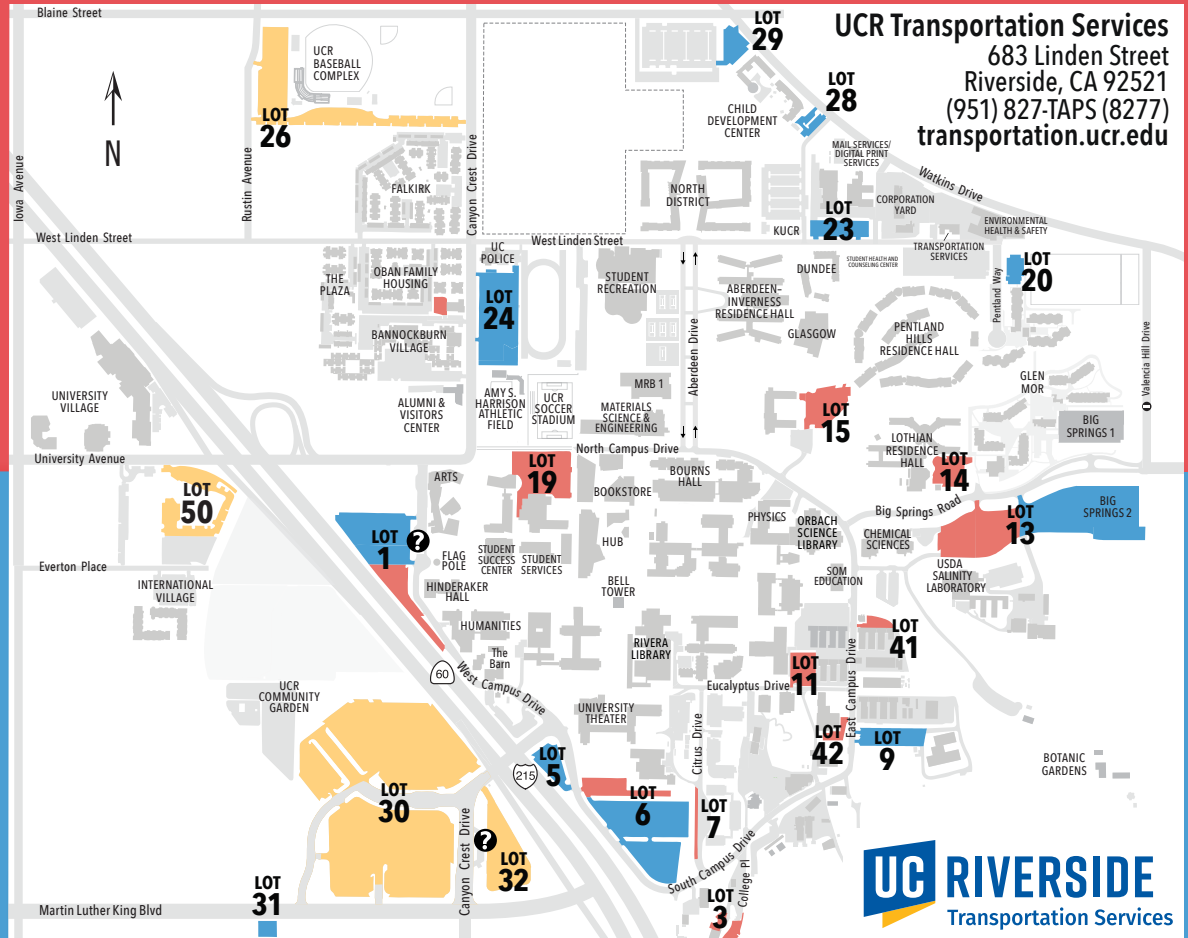 Blaine Street
UCR Transportation Services
683 Linden Street
Riverside, CA 92521
(951) 827-TAPS (8277)
transportation.ucr.edu
LOT
29
UCR
BASEBALL
COMPLEX
LOT
28
LOT
26
CHILD
DEVELOPMENT
CENTER
N
MAIL SERVICES/
DIGITAL PRINT
SERVICES
Iowa Avenue
Rustin Avenue
Canyon Crest Drive
Watkins Drive
FALKIRK
NORTH
DISTRICT
CORPORATION
YARD
LOT
23
KUCR
ENVIRONMENTAL
HEALTH & SAFETY
TRANSPORTATION
SERVICES
West Linden Street
West Linden Street
UC
POLICE
THE
PLAZA
OBAN FAMILY
HOUSING
STUDENT
RECREATION
DUNDEE
STUDENT HEALTH AND
COUNSELING CENTER
LOT
20
LOT
24
ABERDEEN–
INVERNESS
RESIDENCE HALL
Pentland Way
GLASGOW
PENTLAND
HILLS
RESIDENCE HALL
BANNOCKBURN
VILLAGE
Aberdeen Drive
Valencia Hill Drive
UNIVERSITY
VILLAGE
ALUMNI &
VISITORS
CENTER
AMY S.
HARRISON
ATHLETIC
FIELD
UCR
SOCCER
STADIUM
MRB 1
MATERIALS
SCIENCE &
ENGINEERING
GLEN
MOR
LOT
15
BIG
SPRINGS 1
LOTHIAN
RESIDENCE
HALL
University Avenue
North Campus Drive
LOT
14
LOT
19
ARTS
BOURNS
HALL
BOOKSTORE
LOT
50
Big Springs Road
BIG
SPRINGS 2
LOT
13
PHYSICS
ORBACH
SCIENCE
LIBRARY
CHEMICAL
SCIENCES
LOT
1
?
FLAG
POLE
STUDENT
SUCCESS
CENTER
STUDENT
SERVICES
HUB
Everton Place
INTERNATIONAL
VILLAGE
HINDERAKER
HALL
BELL
TOWER
SOM
EDUCATION
USDA
SALINITY
LABORATORY
HUMANITIES
LOT
41
The
Barn
RIVERA
LIBRARY
60
West Campus Drive
Eucalyptus Drive
LOT
11
East Campus Drive
UCR
COMMUNITY
GARDEN
UNIVERSITY
THEATER
Citrus Drive
LOT
42
LOT
9
BOTANIC
GARDENS
LOT
5
215
LOT
30
LOT
6
LOT
7
Canyon Crest Drive
?
LOT
32
South Campus Drive
College Pl
LOT
31
LOT
3
Martin Luther King Blvd
UC RIVERSIDE
Transportation Services